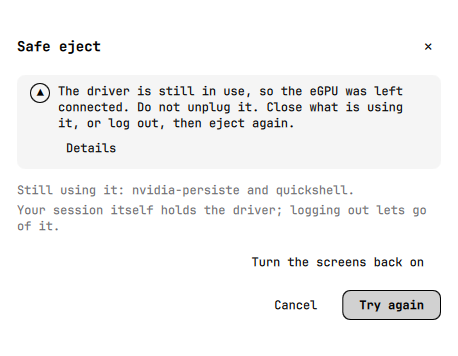 Safe eject ×
The driver is still in use, so the eGPU was left
connected. Do not unplug it. Close what is using
it, or log out, then eject again.
Details
Still using it: nvidia-persiste and quickshell.
Your session itself holds the driver; logging out lets go
of it.
Turn the screens back on
Cancel Try again